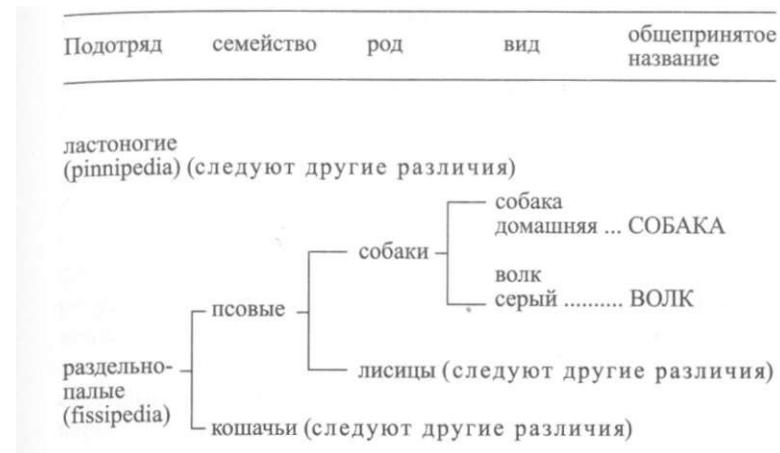 Подотряд семейство род вид общепринятое название
ластоногие
(pinnipedia) (следуют другие различия)
собака
домашняя ... СОБАКА
собаки
волк
серый .......... ВОЛК
псовые
лисицы (следуют другие различия)
раздельно-
палые
(fissipedia)
кошачьи (следуют другие различия)